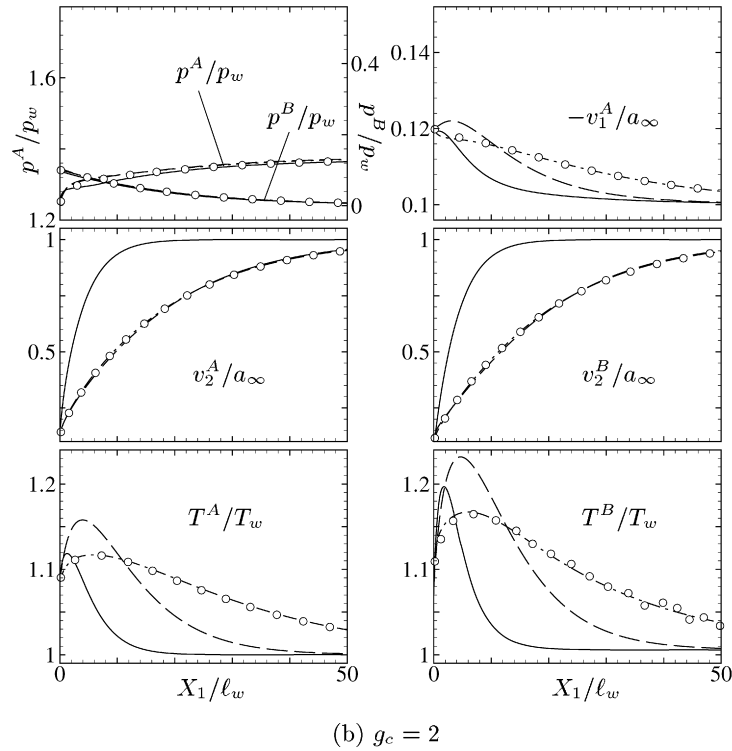 1.6
1.2
p^A/p_w
p^A/p_w
p^B/p_w
0.4
0
p^B/p_w
0.14
0.12
0.1
−v_1^A/a_∞
1
0.5
v_2^A/a_∞
1
0.5
v_2^B/a_∞
1.2
1.1
1
T^A/T_w
0
50
X_1/ℓ_w
1.2
1.1
1
T^B/T_w
0
50
X_1/ℓ_w
(b) g_c = 2